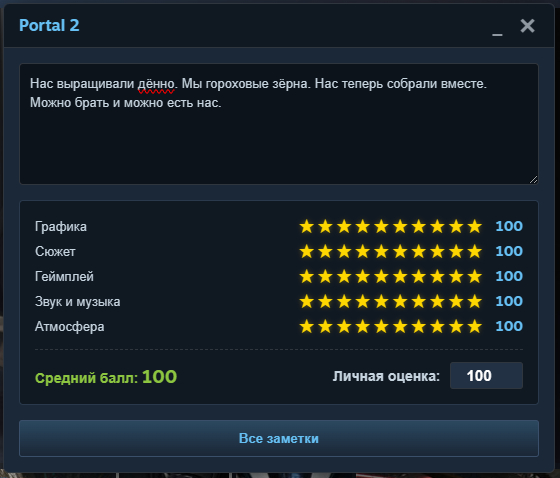 Portal 2
Нас выращивали дённо. Мы гороховые зёрна. Нас теперь собрали вместе.
Можно брать и можно есть нас.
Графика ★★★★★★★★★★ 100
Сюжет ★★★★★★★★★★ 100
Геймплей ★★★★★★★★★★ 100
Звук и музыка ★★★★★★★★★★ 100
Атмосфера ★★★★★★★★★★ 100
Средний балл: 100 Личная оценка: 100
Все заметки